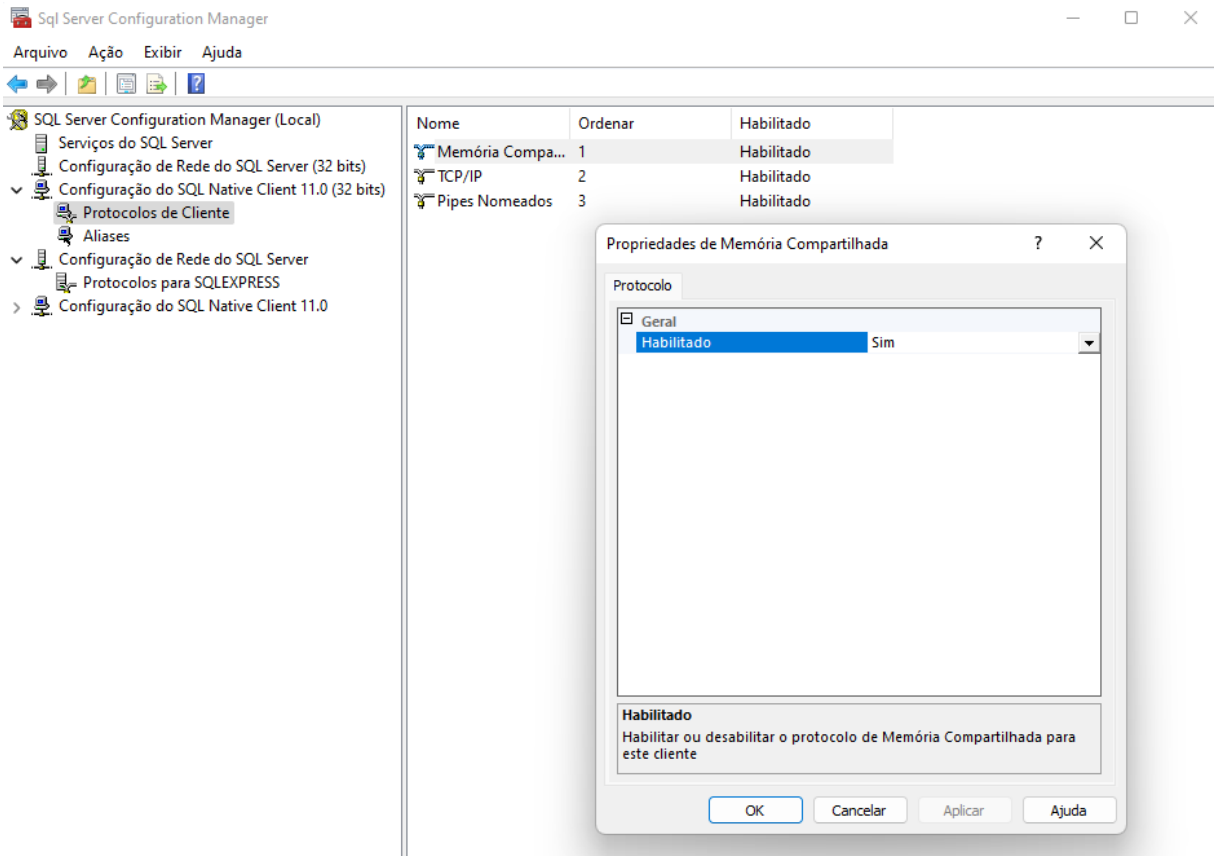 Sql Server Configuration Manager
Arquivo Ação Exibir Ajuda
SQL Server Configuration Manager (Local)
Serviços do SQL Server
Configuração de Rede do SQL Server (32 bits)
Configuração do SQL Native Client 11.0 (32 bits)
Protocolos de Cliente
Aliases
Configuração de Rede do SQL Server
Protocolos para SQLEXPRESS
Configuração do SQL Native Client 11.0
Nome Ordenar Habilitado
Memória Compa... 1 Habilitado
TCP/IP 2 Habilitado
Pipes Nomeados 3 Habilitado
Propriedades de Memória Compartilhada
Protocolo
Geral
Habilitado Sim
Habilitado
Habilitar ou desabilitar o protocolo de Memória Compartilhada para
este cliente
OK Cancelar Aplicar Ajuda